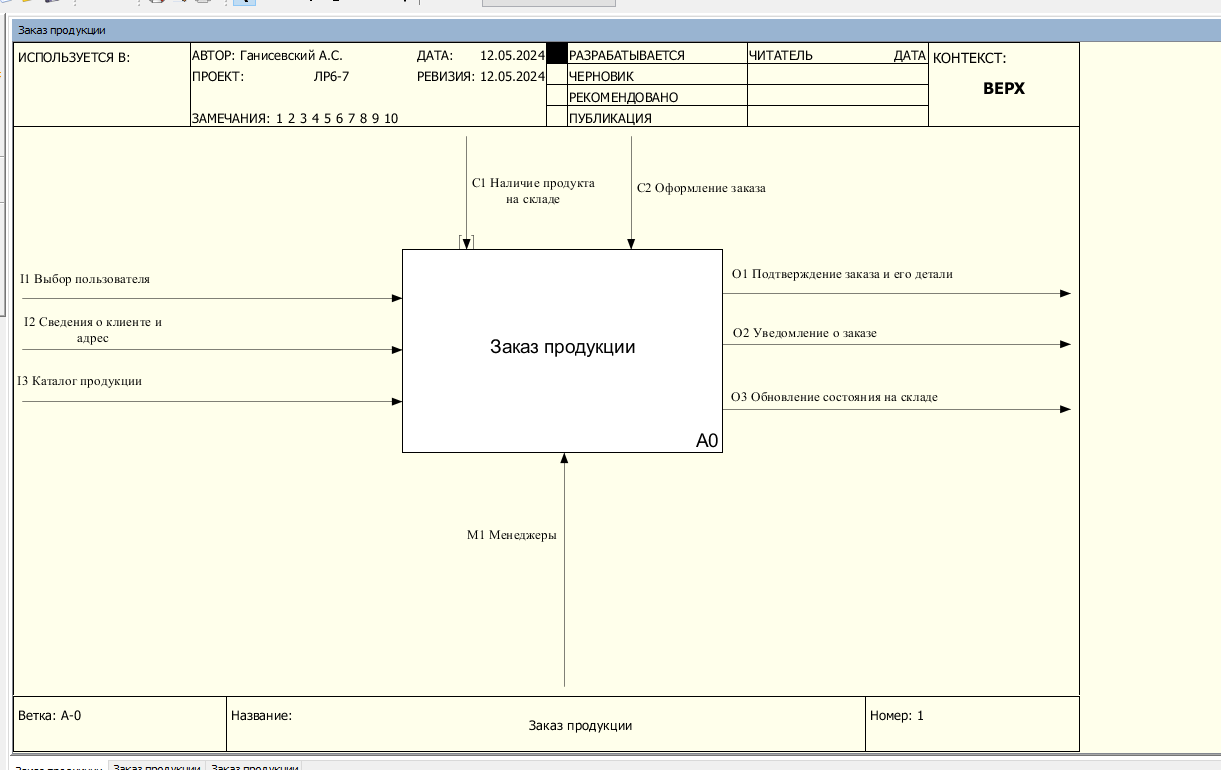 Заказ продукции
ИСПОЛЬЗУЕТСЯ В:
АВТОР: Ганисевский А.С. ДАТА: 12.05.2024
ПРОЕКТ: ЛР6-7 РЕВИЗИЯ: 12.05.2024
ЗАМЕЧАНИЯ: 1 2 3 4 5 6 7 8 9 10
РАЗРАБАТЫВАЕТСЯ
ЧЕРНОВИК
РЕКОМЕНДОВАНО
ПУБЛИКАЦИЯ
ЧИТАТЕЛЬ ДАТА
КОНТЕКСТ:
ВЕРХ
C1 Наличие продукта
на складе
C2 Оформление заказа
I1 Выбор пользователя
I2 Сведения о клиенте и
адрес
I3 Каталог продукции
Заказ продукции
A0
O1 Подтверждение заказа и его детали
O2 Уведомление о заказе
O3 Обновление состояния на складе
M1 Менеджеры
Ветка: A-0
Название:
Заказ продукции
Номер: 1
Заказ продукции Заказ продукции Заказ продукции